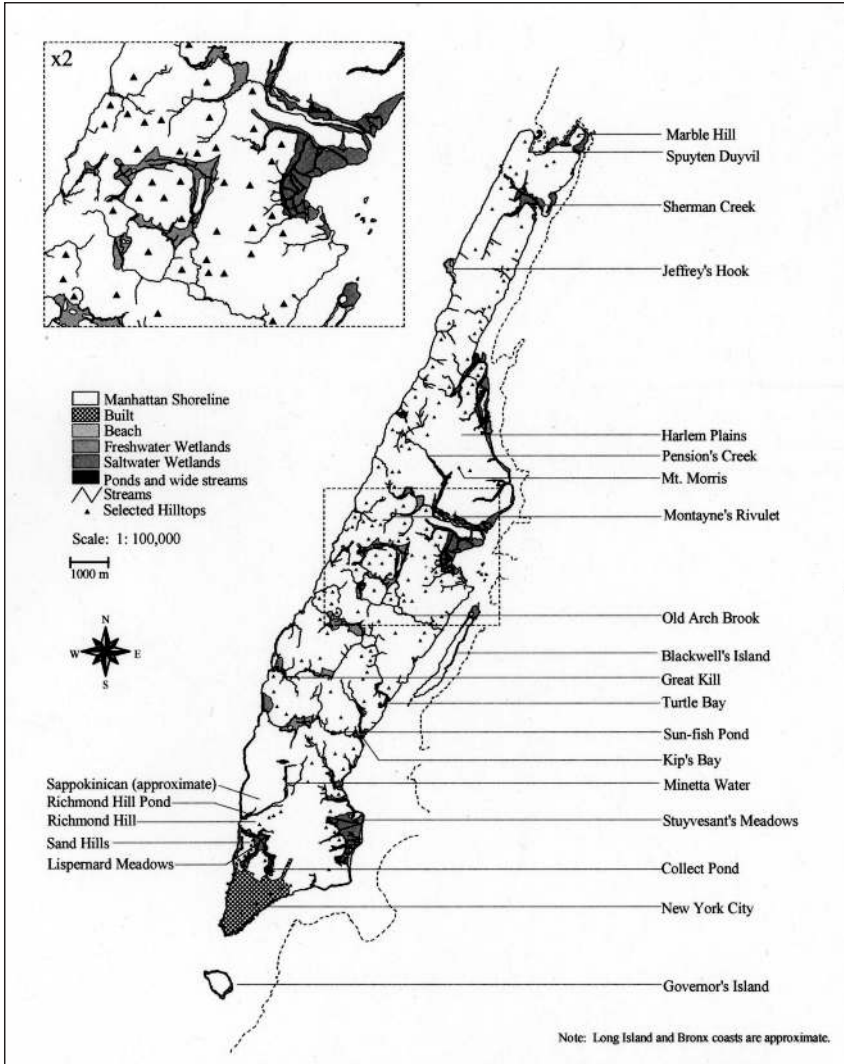 x2
Marble Hill
Spuyten Duyvil
Sherman Creek
Jeffrey's Hook
Manhattan Shoreline
Built
Beach
Freshwater Wetlands
Saltwater Wetlands
Ponds and wide streams
Streams
Selected Hilltops
Scale: 1: 100,000
1000 m
N
W E
S
Harlem Plains
Pension's Creek
Mt. Morris
Montayne's Rivulet
Old Arch Brook
Blackwell's Island
Great Kill
Turtle Bay
Sun-fish Pond
Kip's Bay
Minetta Water
Stuyvesant's Meadows
Collect Pond
New York City
Governor's Island
Sappokinican (approximate)
Richmond Hill Pond
Richmond Hill
Sand Hills
Lispernard Meadows
Note: Long Island and Bronx coasts are approximate.